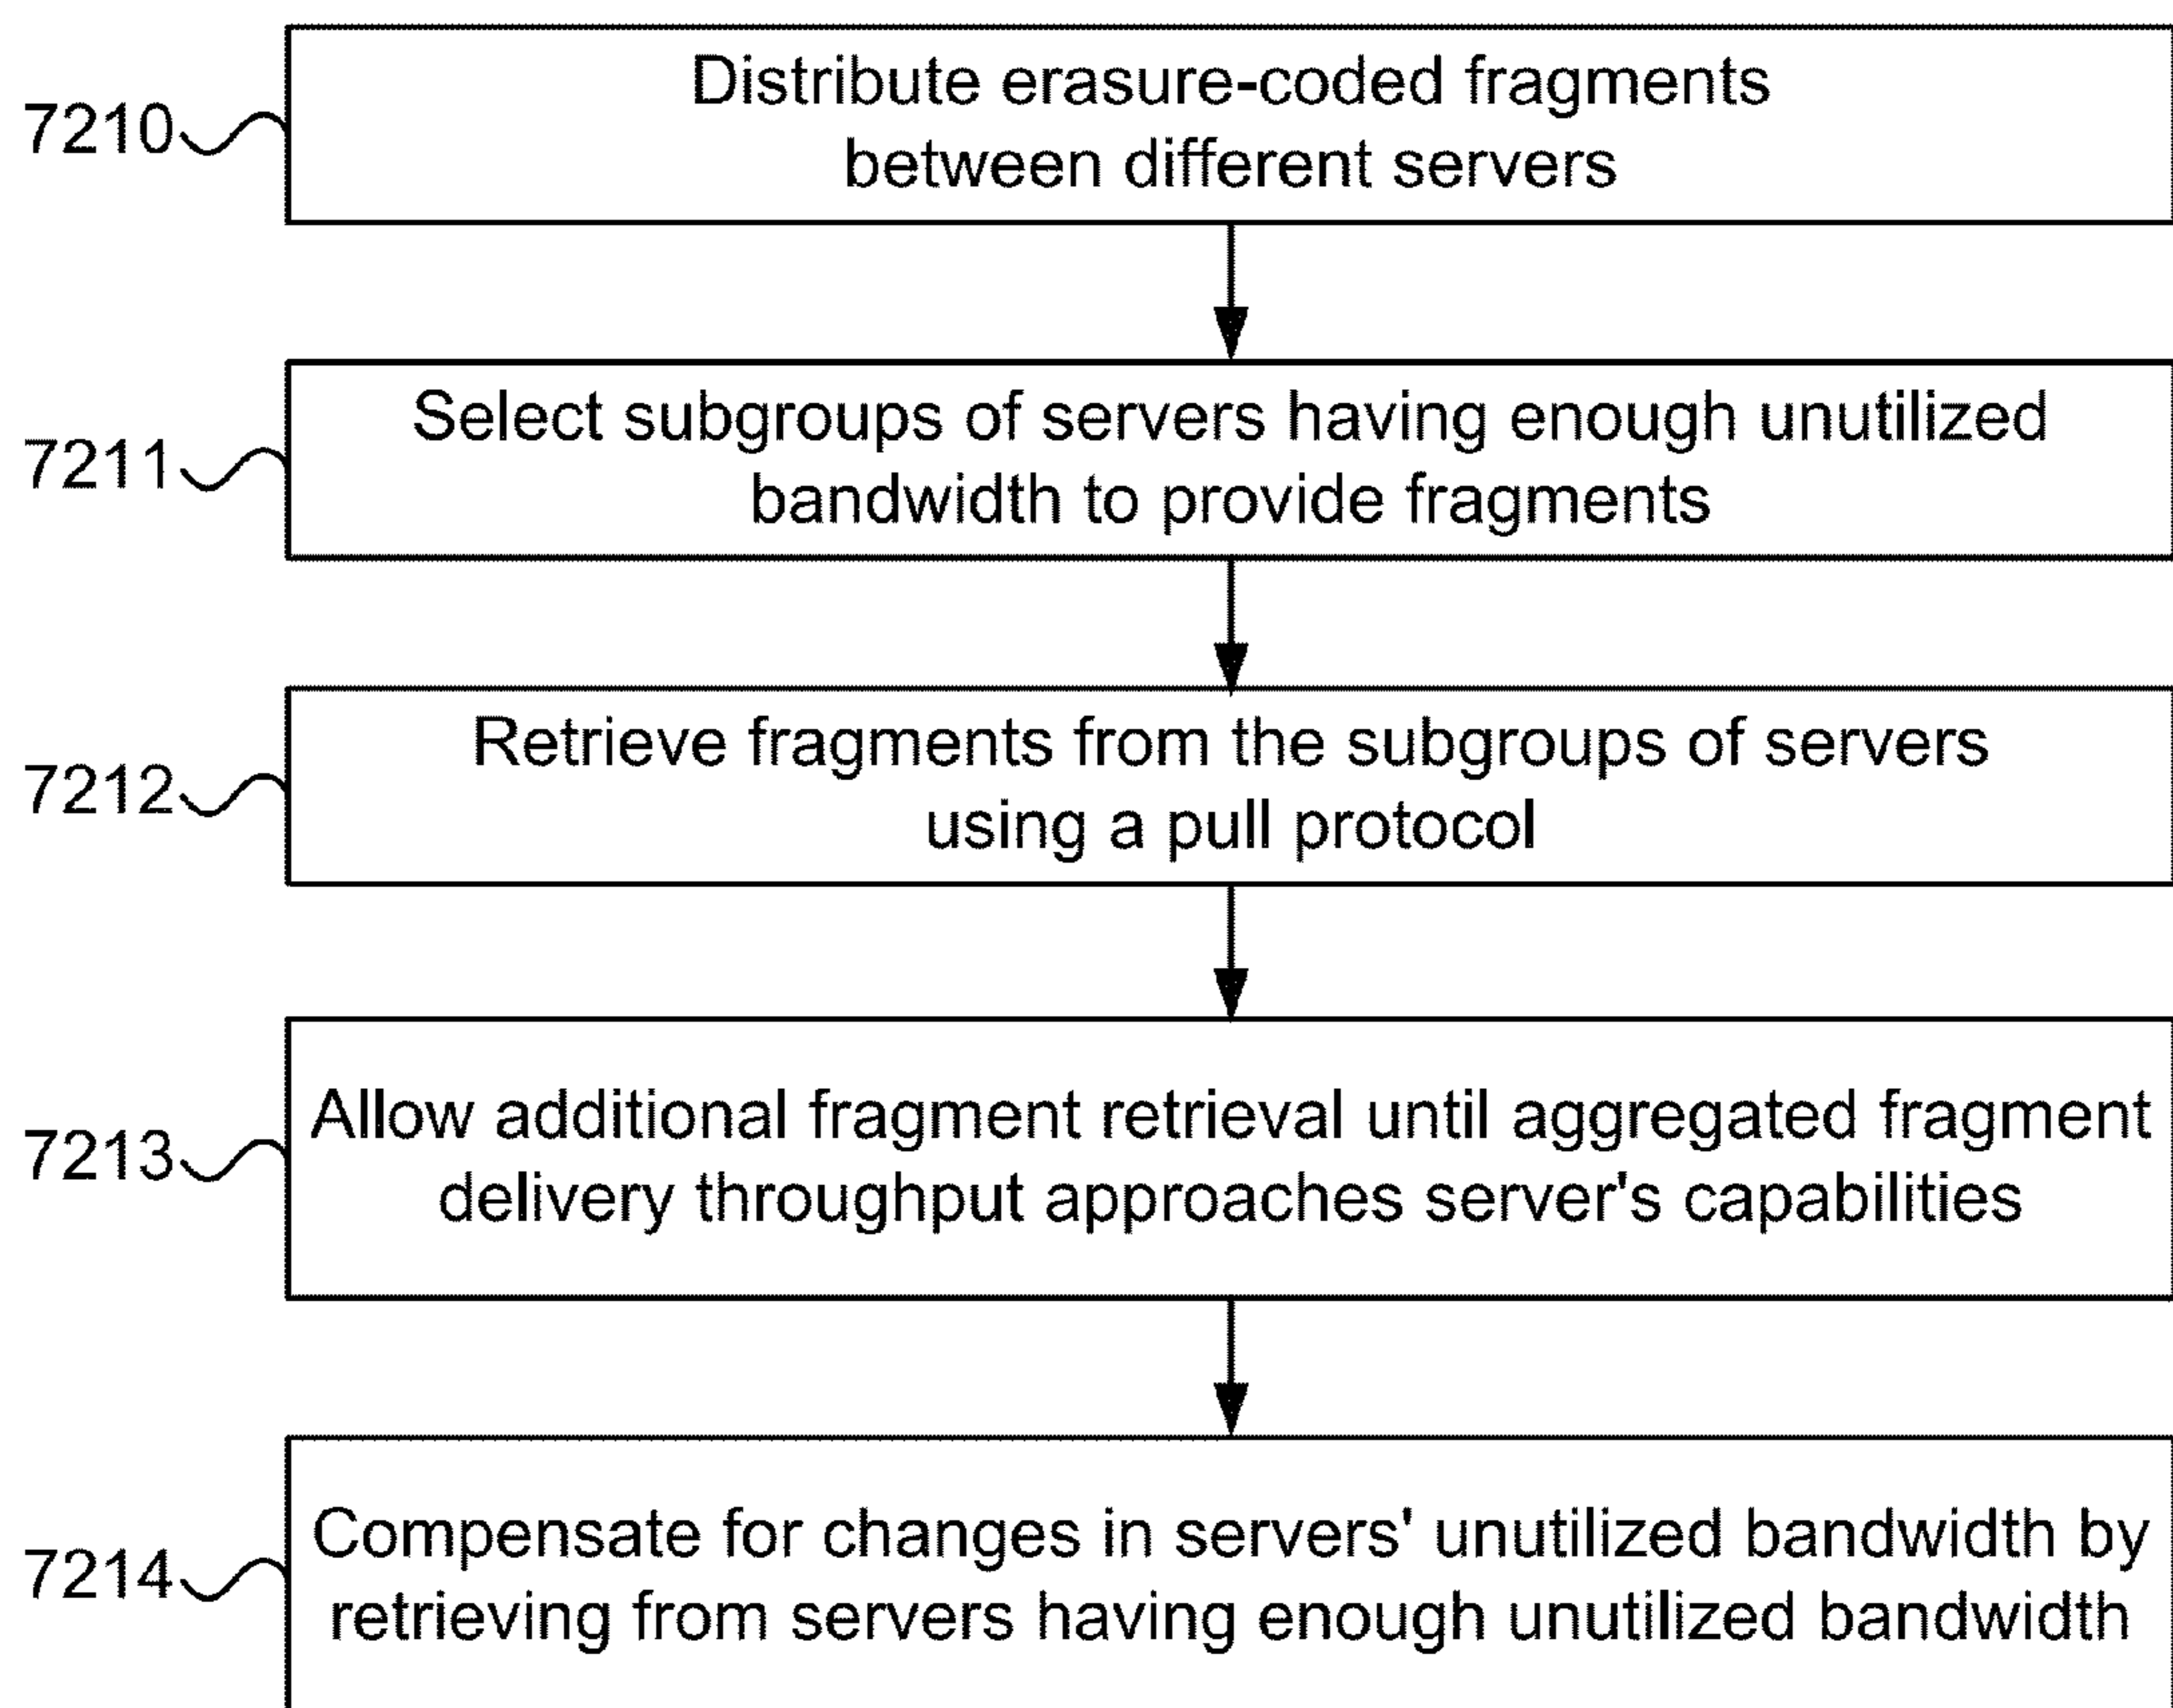 7210
Distribute erasure-coded fragments
between different servers
7211
Select subgroups of servers having enough unutilized
bandwidth to provide fragments
7212
Retrieve fragments from the subgroups of servers
using a pull protocol
7213
Allow additional fragment retrieval until aggregated fragment
delivery throughput approaches server's capabilities
7214
Compensate for changes in servers' unutilized bandwidth by
retrieving from servers having enough unutilized bandwidth